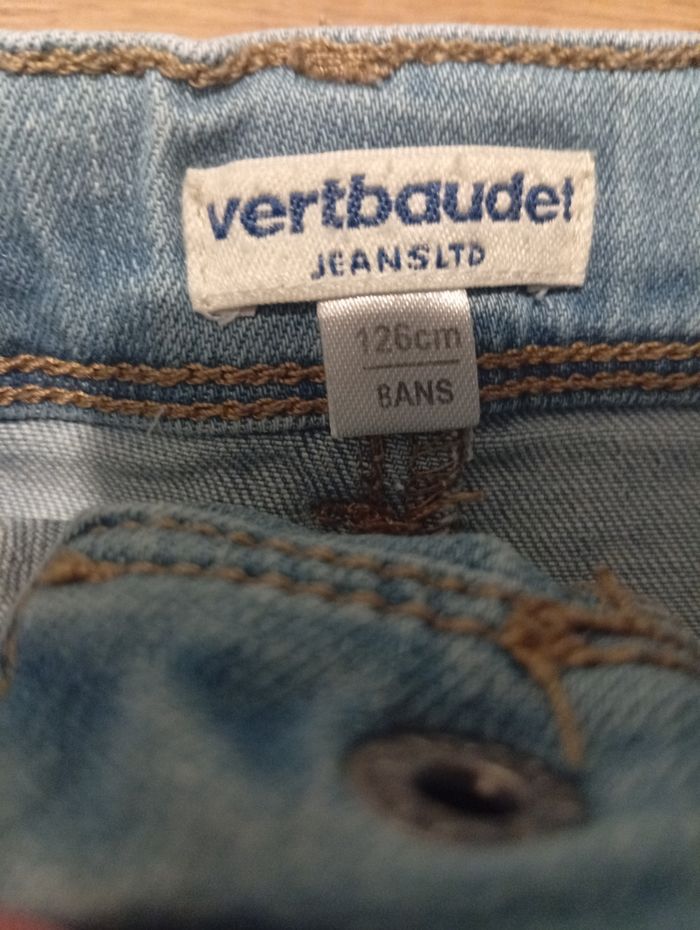 vertbaudet
JEANS LTD
126cm
8ANS